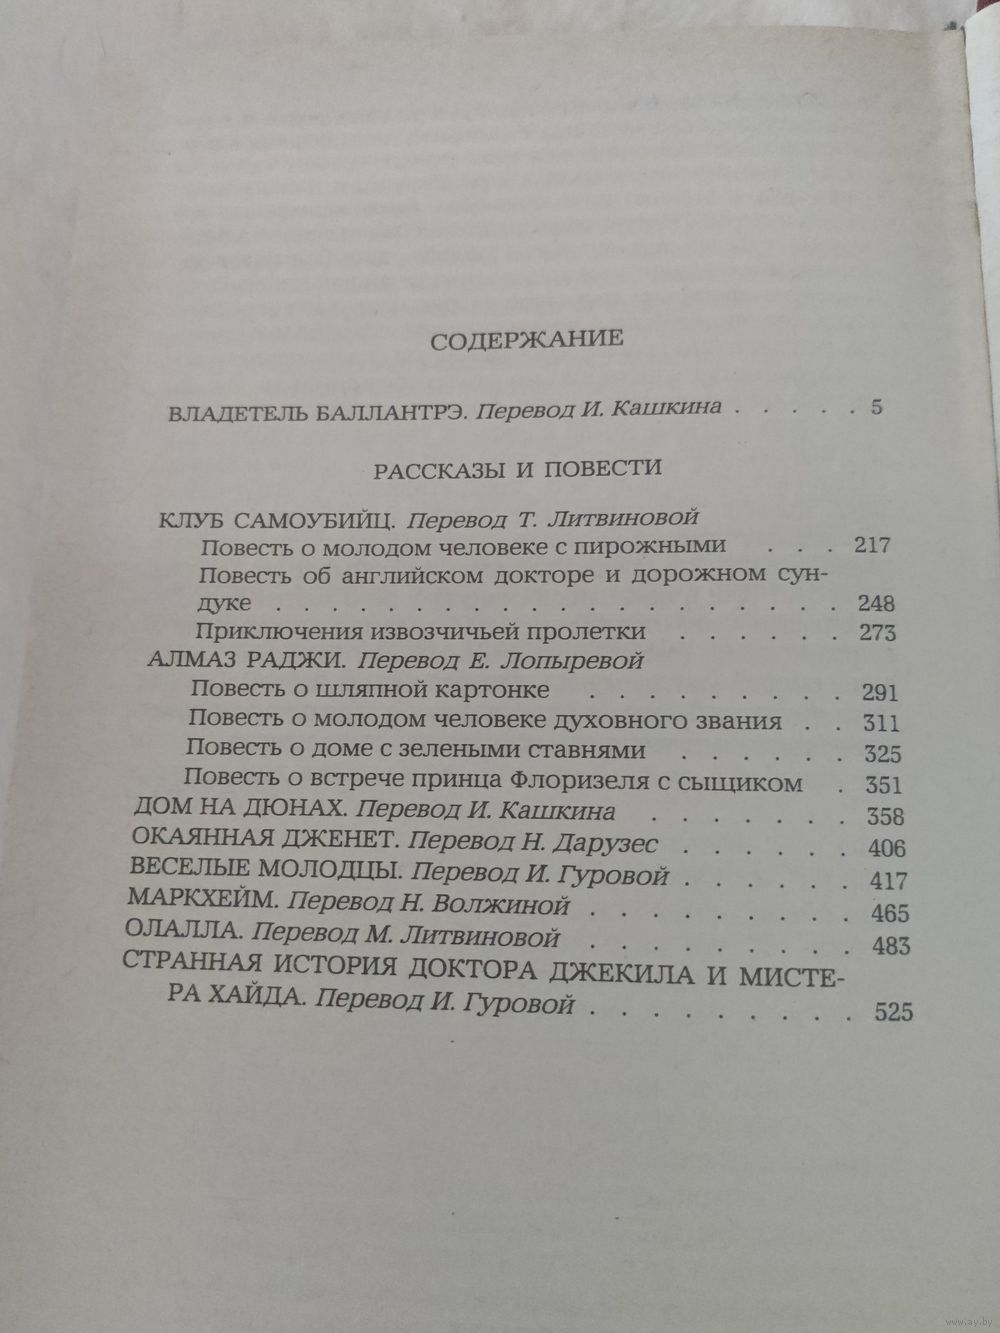 СОДЕРЖАНИЕ
ВЛАДЕТЕЛЬ БАЛЛАНТРЭ. Перевод И. Кашкина . . . . . 5
РАССКАЗЫ И ПОВЕСТИ
КЛУБ САМОУБИЙЦ. Перевод Т. Литвиновой
Повесть о молодом человеке с пирожными . . . 217
Повесть об английском докторе и дорожном сун-
дуке . . . . . . . . . . . . . . . . . . 248
Приключения извозчичьей пролетки . . . . . . 273
АЛМАЗ РАДЖИ. Перевод Е. Лопыревой
Повесть о шляпной картонке . . . . . . . . . 291
Повесть о молодом человеке духовного звания . . 311
Повесть о доме с зелеными ставнями . . . . . . 325
Повесть о встрече принца Флоризеля с сыщиком . 351
ДОМ НА ДЮНАХ. Перевод И. Кашкина . . . . . . . 358
ОКАЯННАЯ ДЖЕНЕТ. Перевод Н. Дарузес . . . . . . 406
ВЕСЕЛЫЕ МОЛОДЦЫ. Перевод И. Гуровой . . . . . . 417
МАРКХЕЙМ. Перевод Н. Волжиной . . . . . . . . . 465
ОЛАЛЛА. Перевод М. Литвиновой . . . . . . . . . 483
СТРАННАЯ ИСТОРИЯ ДОКТОРА ДЖЕКИЛА И МИСТЕ-
РА ХАЙДА. Перевод И. Гуровой . . . . . . . . . 525
www.ay.by